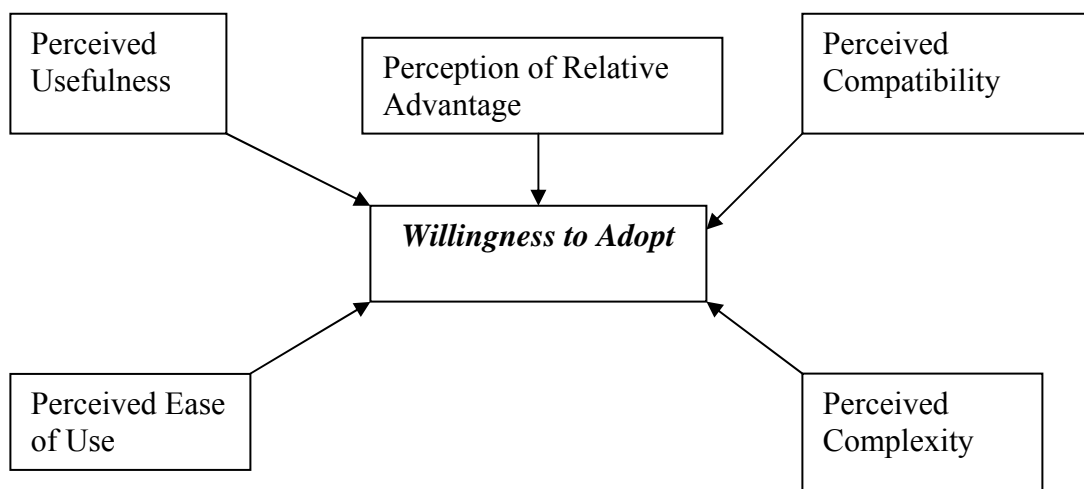 Perceived
Usefulness
Perception of Relative
Advantage
Perceived
Compatibility
Willingness to Adopt
Perceived Ease
of Use
Perceived
Complexity